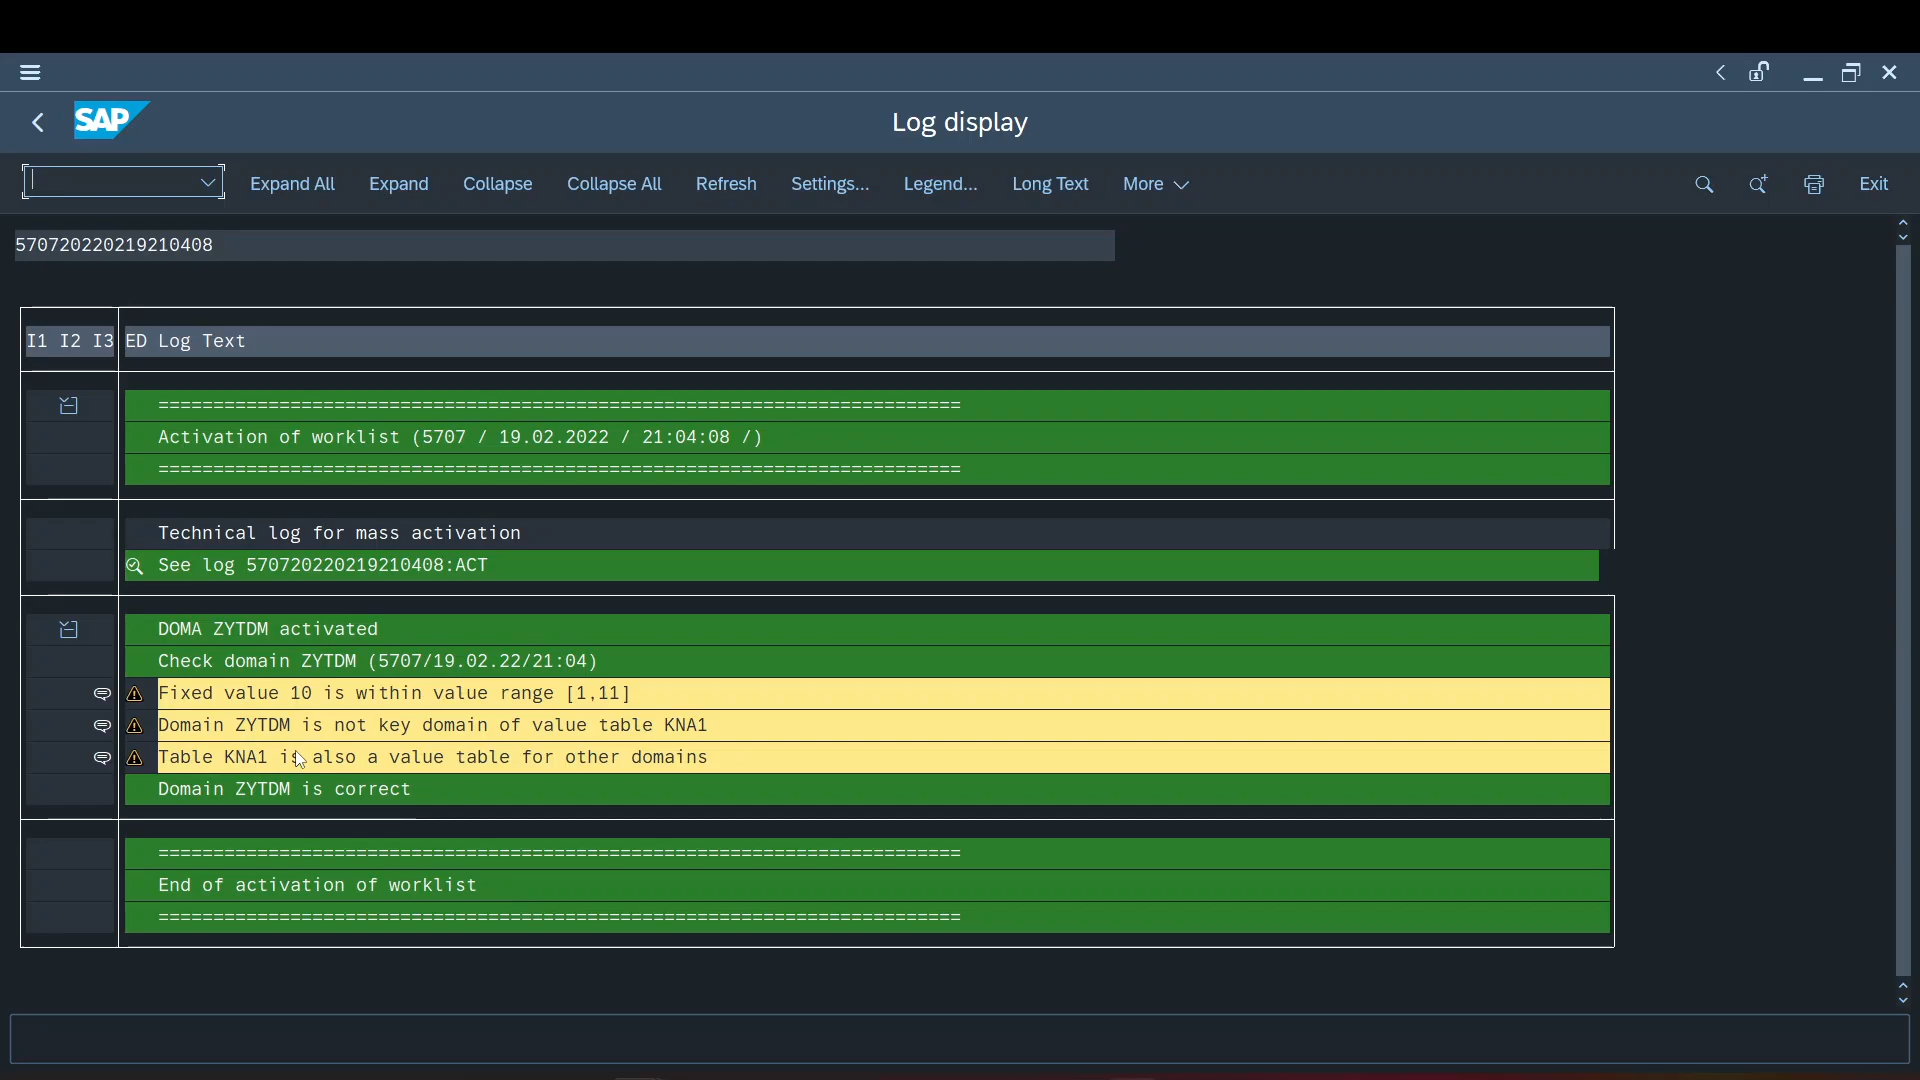 SAP
Log display
Expand All Expand Collapse Collapse All Refresh Settings... Legend... Long Text More Exit
570720220219210408
I1 I2 I3 ED Log Text
=========================================================================
Activation of worklist (5707 / 19.02.2022 / 21:04:08 /)
=========================================================================
Technical log for mass activation
See log 570720220219210408:ACT
DOMA ZYTDM activated
Check domain ZYTDM (5707/19.02.22/21:04)
Fixed value 10 is within value range [1,11]
Domain ZYTDM is not key domain of value table KNA1
Table KNA1 is also a value table for other domains
Domain ZYTDM is correct
=========================================================================
End of activation of worklist
=========================================================================